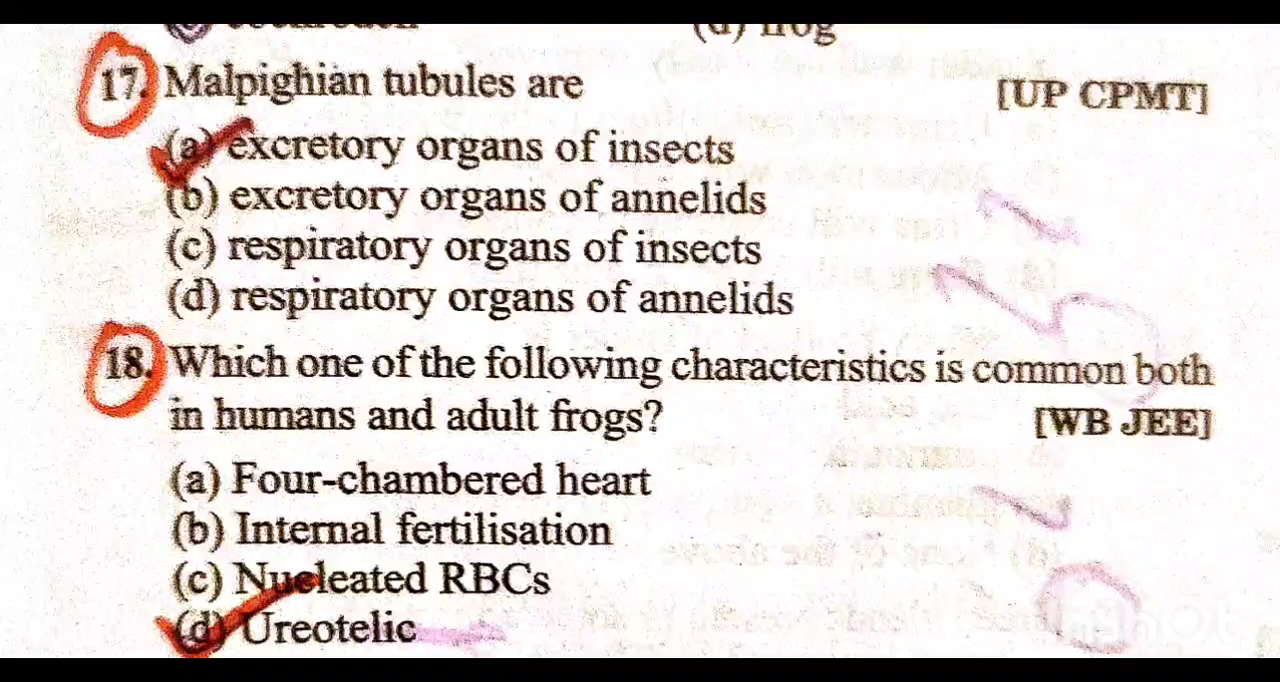 (d) frog
17. Malpighian tubules are [UP CPMT]
(a) excretory organs of insects
(b) excretory organs of annelids
(c) respiratory organs of insects
(d) respiratory organs of annelids
18. Which one of the following characteristics is common both
in humans and adult frogs? [WB JEE]
(a) Four-chambered heart
(b) Internal fertilisation
(c) Nucleated RBCs
(d) Ureotelic